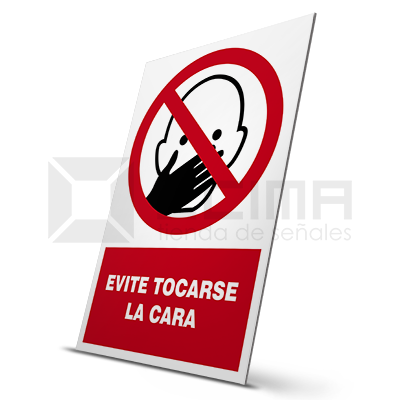 EVITE TOCARSE
LA CARA
tienda de señales